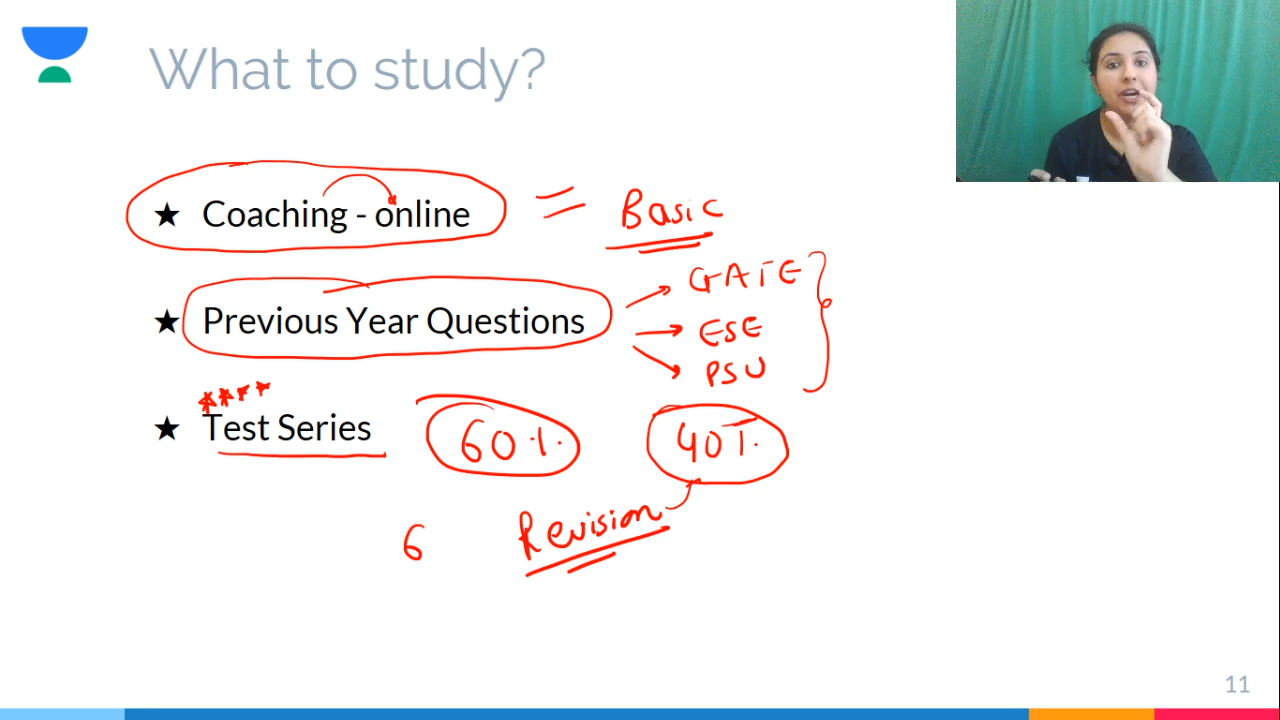 What to study?
★ Coaching - online = Basic
GATE
★ Previous Year Questions ESE
PSU
****
★ Test Series 60% 40%
6 Revision
11